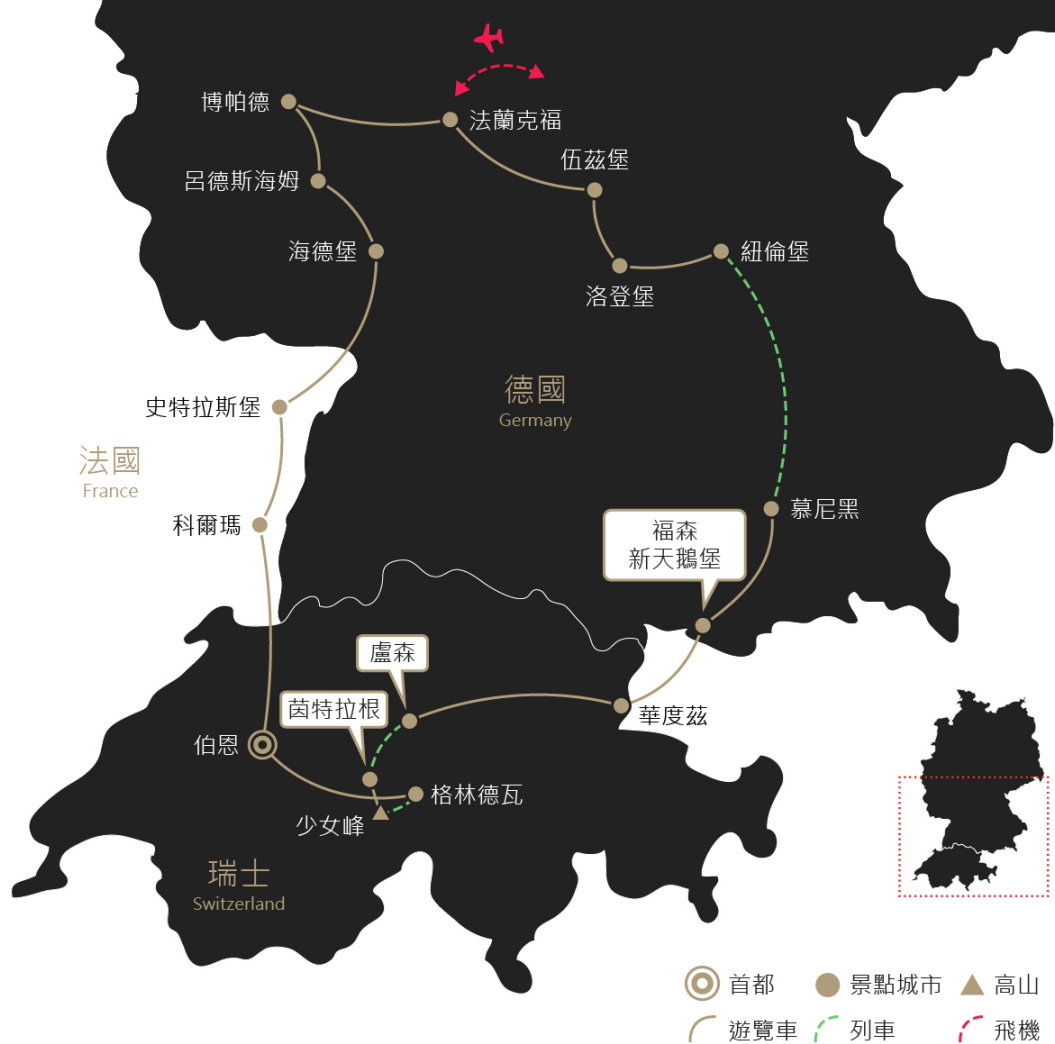 博帕德
法蘭克福
伍茲堡
呂德斯海姆
海德堡
紐倫堡
洛登堡
德國
Germany
史特拉斯堡
法國
France
科爾瑪
慕尼黑
福森
新天鵝堡
盧森
茵特拉根
華度茲
伯恩
格林德瓦
少女峰
瑞士
Switzerland
首都
景點城市
高山
遊覽車
列車
飛機